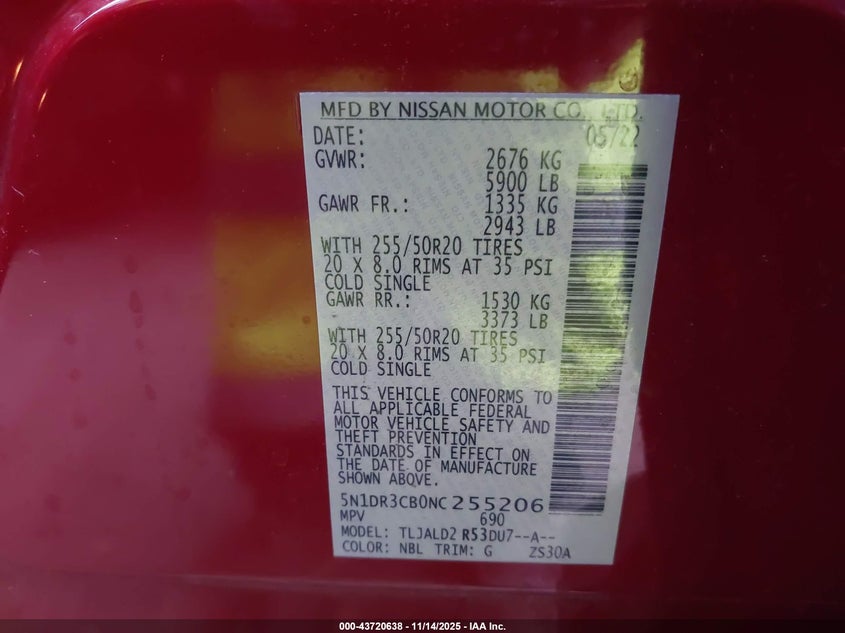 MFD BY NISSAN MOTOR CO., LTD.
DATE: 05/22
GVWR: 2676 KG
5900 LB
GAWR FR.: 1335 KG
2943 LB
WITH 255/50R20 TIRES
20 X 8.0 RIMS AT 35 PSI
COLD SINGLE
GAWR RR.: 1530 KG
3373 LB
WITH 255/50R20 TIRES
20 X 8.0 RIMS AT 35 PSI
COLD SINGLE
THIS VEHICLE CONFORMS TO
ALL APPLICABLE FEDERAL
MOTOR VEHICLE SAFETY AND
THEFT PREVENTION
STANDARDS IN EFFECT ON
THE DATE OF MANUFACTURE
SHOWN ABOVE.
5N1DR3CB0NC255206
MPV 690
MODEL: TLJALD2 R53DU7--A--
COLOR: NBL TRIM: G ZS30A
000-43720638 - 11/14/2025 - IAA Inc.